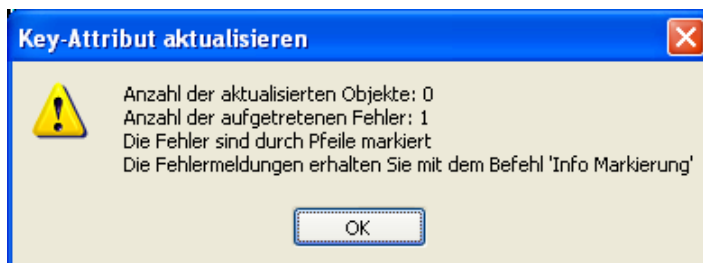 Key-Attribut aktualisieren
Anzahl der aktualisierten Objekte: 0
Anzahl der aufgetretenen Fehler: 1
Die Fehler sind durch Pfeile markiert
Die Fehlermeldungen erhalten Sie mit dem Befehl 'Info Markierung'
OK